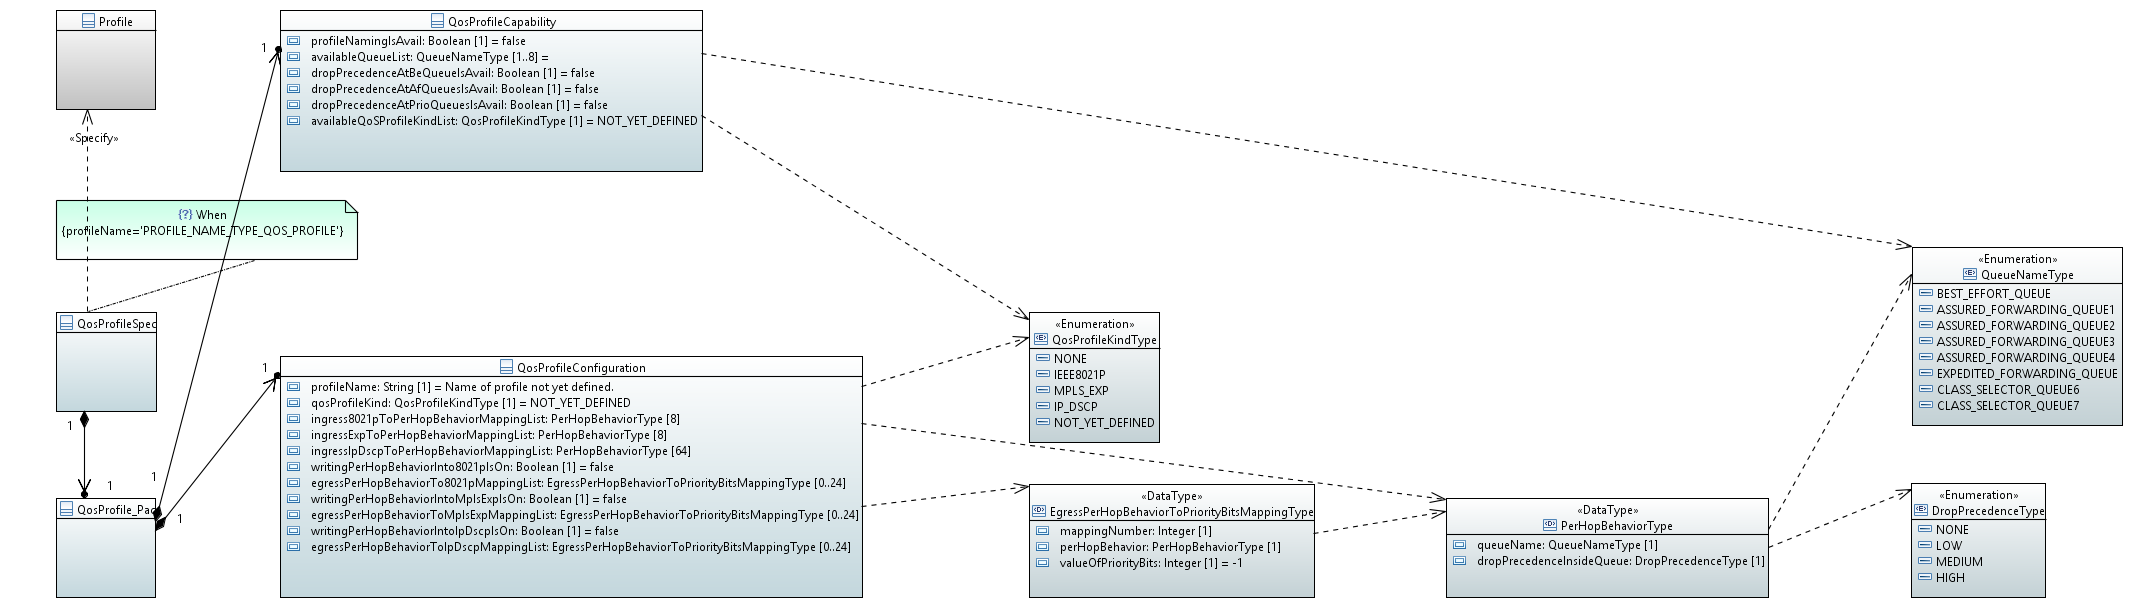 Profile
«Specify»
{?} When
{profileName='PROFILE_NAME_TYPE_QOS_PROFILE'}
QosProfileSpec
1
1
QosProfile_Pac
1
1
1
QosProfileCapability
profileNamingIsAvail: Boolean [1] = false
availableQueueList: QueueNameType [1..8] =
dropPrecedenceAtBeQueueIsAvail: Boolean [1] = false
dropPrecedenceAtAfQueuesIsAvail: Boolean [1] = false
dropPrecedenceAtPrioQueuesIsAvail: Boolean [1] = false
availableQoSProfileKindList: QosProfileKindType [1] = NOT_YET_DEFINED
1
QosProfileConfiguration
profileName: String [1] = Name of profile not yet defined.
qosProfileKind: QosProfileKindType [1] = NOT_YET_DEFINED
ingress8021pToPerHopBehaviorMappingList: PerHopBehaviorType [8]
ingressExpToPerHopBehaviorMappingList: PerHopBehaviorType [8]
ingressIpDscpToPerHopBehaviorMappingList: PerHopBehaviorType [64]
writingPerHopBehaviorInto8021pIsOn: Boolean [1] = false
egressPerHopBehaviorTo8021pMappingList: EgressPerHopBehaviorToPriorityBitsMappingType [0..24]
writingPerHopBehaviorIntoMplsExpIsOn: Boolean [1] = false
egressPerHopBehaviorToMplsExpMappingList: EgressPerHopBehaviorToPriorityBitsMappingType [0..24]
writingPerHopBehaviorIntoIpDscpIsOn: Boolean [1] = false
egressPerHopBehaviorToIpDscpMappingList: EgressPerHopBehaviorToPriorityBitsMappingType [0..24]
«Enumeration»
QosProfileKindType
NONE
IEEE8021P
MPLS_EXP
IP_DSCP
NOT_YET_DEFINED
«DataType»
EgressPerHopBehaviorToPriorityBitsMappingType
mappingNumber: Integer [1]
perHopBehavior: PerHopBehaviorType [1]
valueOfPriorityBits: Integer [1] = -1
«DataType»
PerHopBehaviorType
queueName: QueueNameType [1]
dropPrecedenceInsideQueue: DropPrecedenceType [1]
«Enumeration»
QueueNameType
BEST_EFFORT_QUEUE
ASSURED_FORWARDING_QUEUE1
ASSURED_FORWARDING_QUEUE2
ASSURED_FORWARDING_QUEUE3
ASSURED_FORWARDING_QUEUE4
EXPEDITED_FORWARDING_QUEUE
CLASS_SELECTOR_QUEUE6
CLASS_SELECTOR_QUEUE7
«Enumeration»
DropPrecedenceType
NONE
LOW
MEDIUM
HIGH